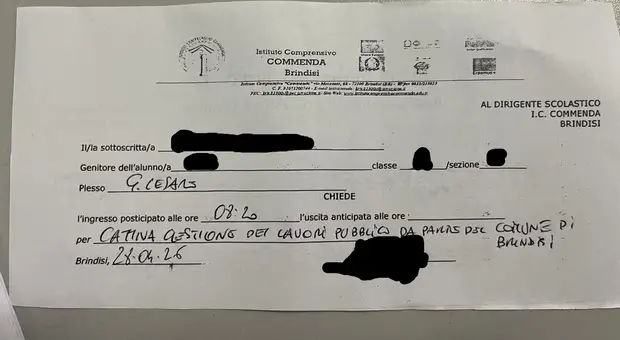 Istituto Comprensivo
COMMENDA
Brindisi
AL DIRIGENTE SCOLASTICO
I.C. COMMENDA
BRINDISI
Il/la sottoscritto/a
Genitore dell'alunno/a classe /sezione
Plesso G. CESARE
CHIEDE
l'ingresso posticipato alle ore 08:20 l'uscita anticipata alle ore
per CATTIVA GESTIONE DEI LAVORI PUBBLICI DA PARTE DEL COMUNE DI
BRINDISI
Brindisi, 28.04.26